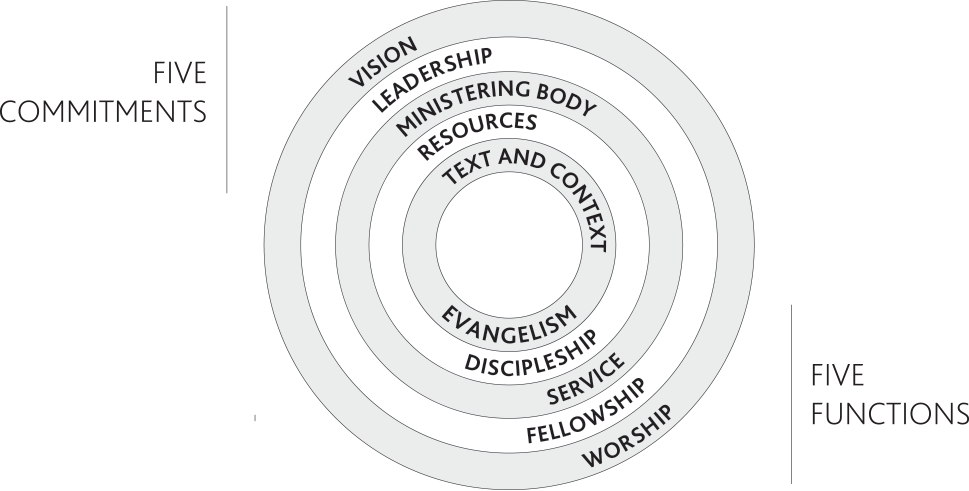 FIVE
COMMITMENTS
VISION
LEADERSHIP
MINISTERING BODY
RESOURCES
TEXT AND CONTEXT
EVANGELISM
DISCIPLESHIP
SERVICE
FELLOWSHIP
WORSHIP
FIVE
FUNCTIONS